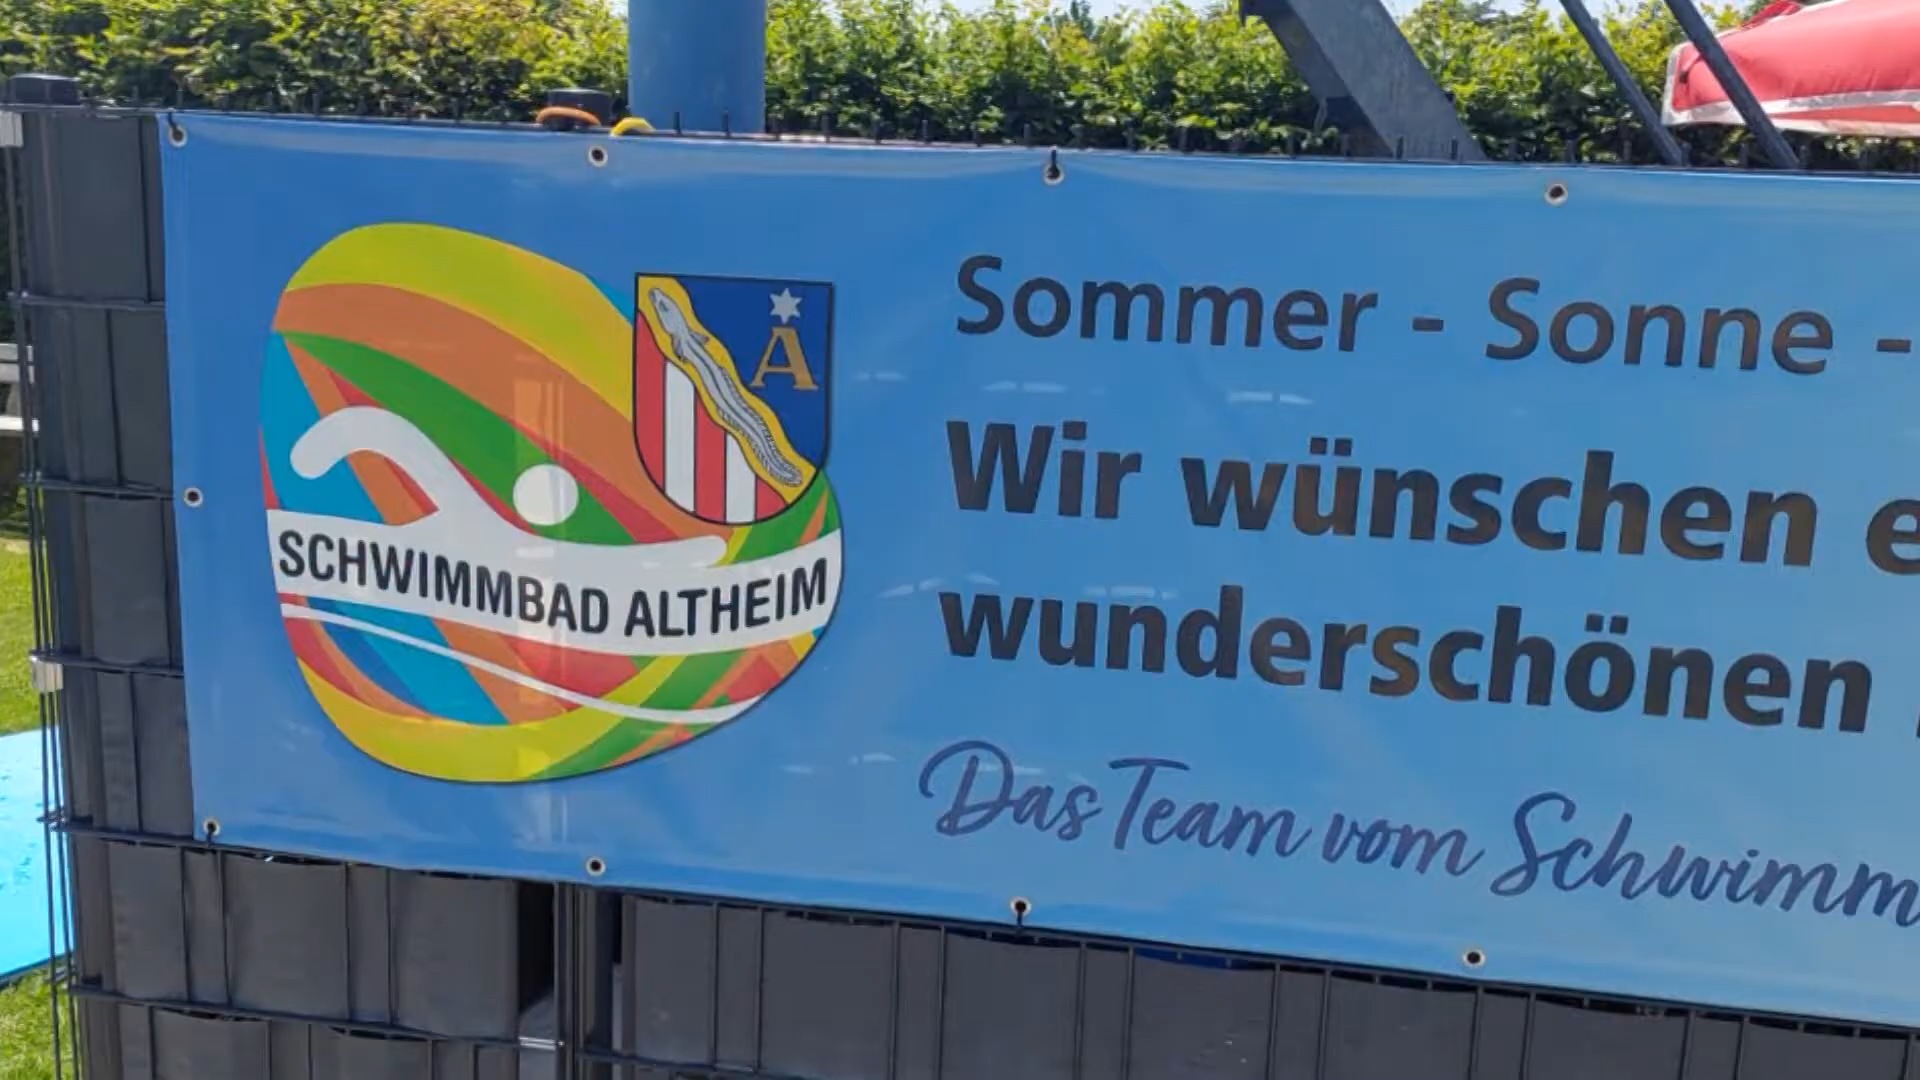 A
SCHWIMMBAD ALTHEIM
Sommer - Sonne -
Wir wünschen e
wunderschönen
Das Team vom Schwimm